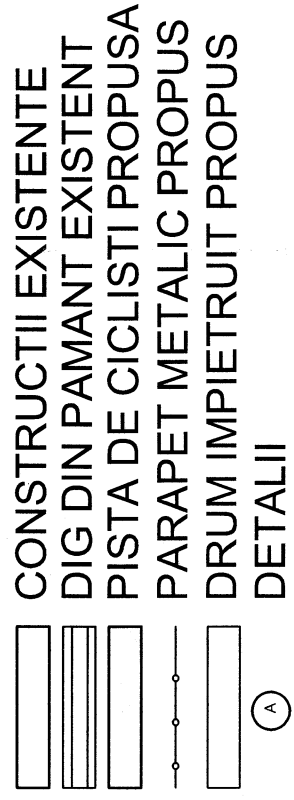 CONSTRUCTII EXISTENTE
DIG DIN PAMANT EXISTENT
PISTA DE CICLISTI PROPUSA
PARAPET METALIC PROPUS
DRUM IMPIETRUIT PROPUS
A DETALII